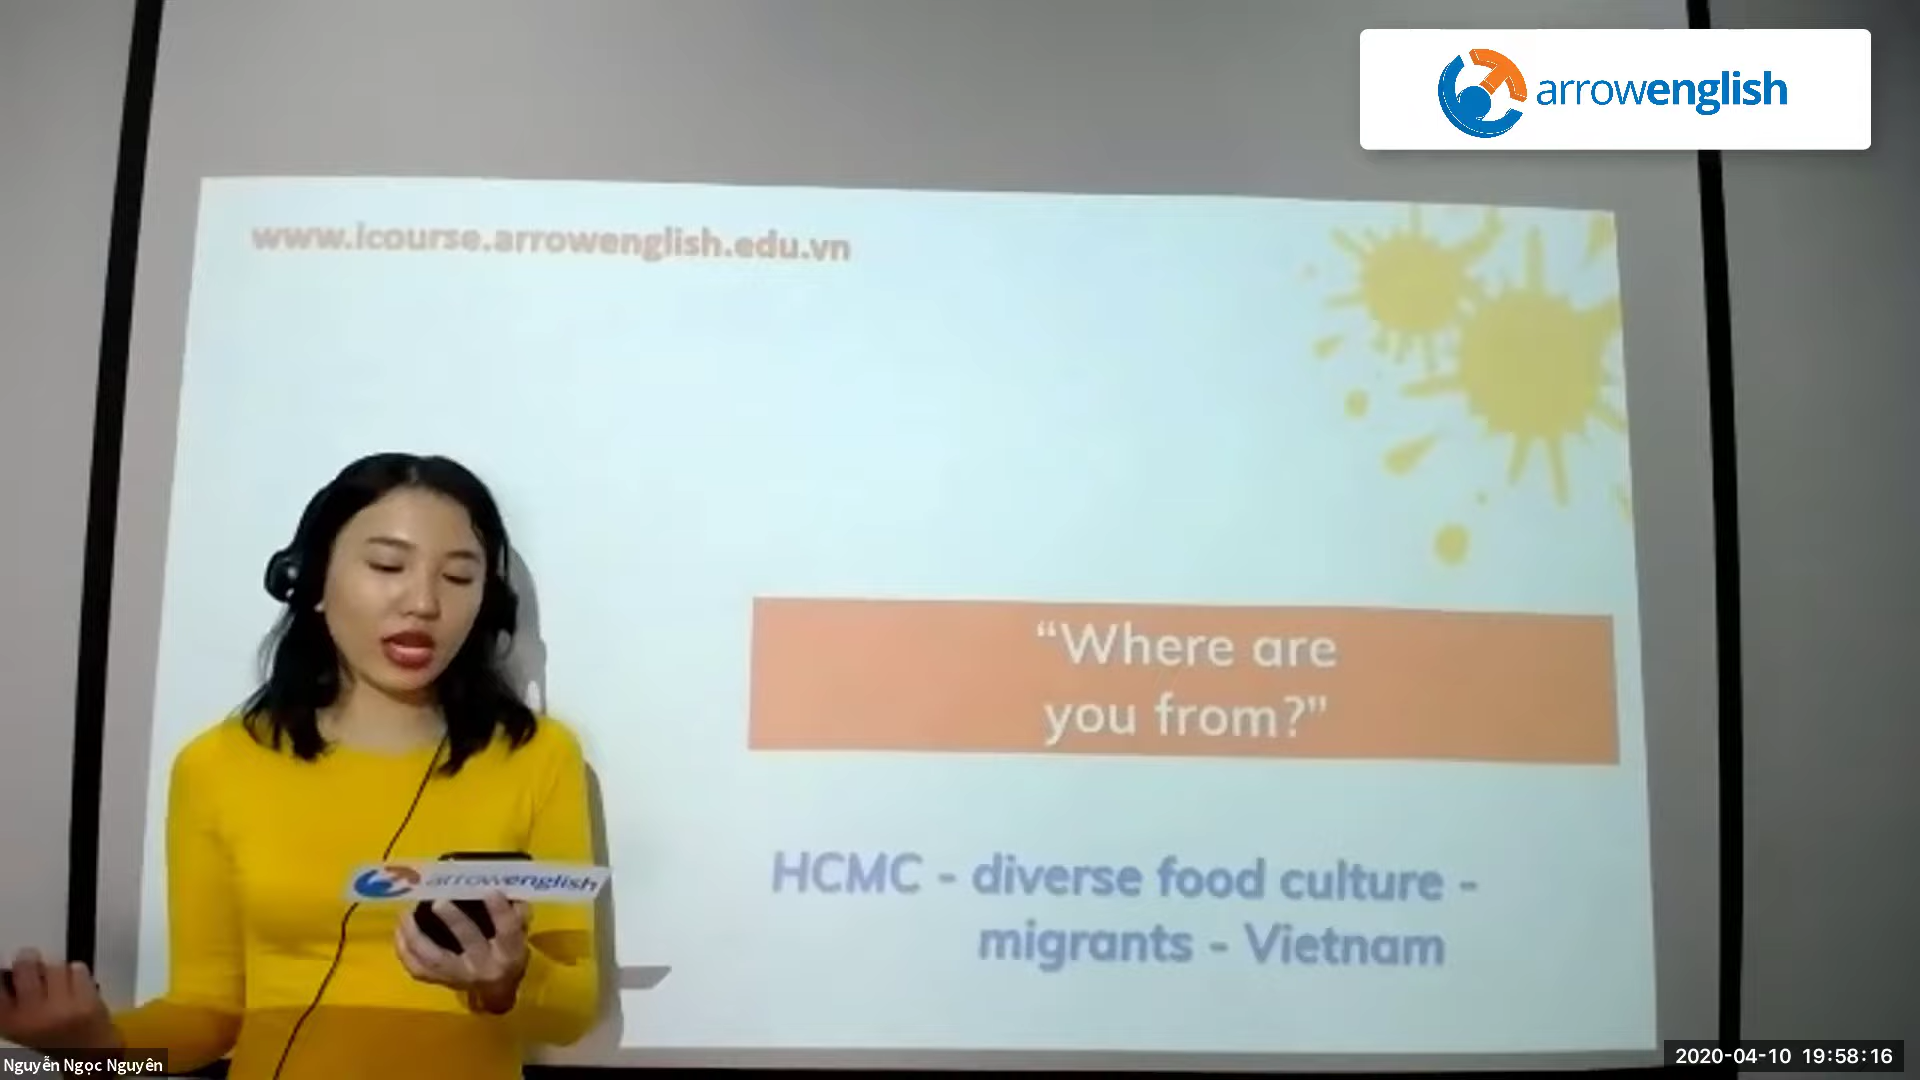 arrowenglish
www.icourse.arrowenglish.edu.vn
“Where are
you from?”
HCMC - diverse food culture -
migrants - Vietnam
arrowenglish
Nguyễn Ngọc Nguyên
2020-04-10 19:58:16